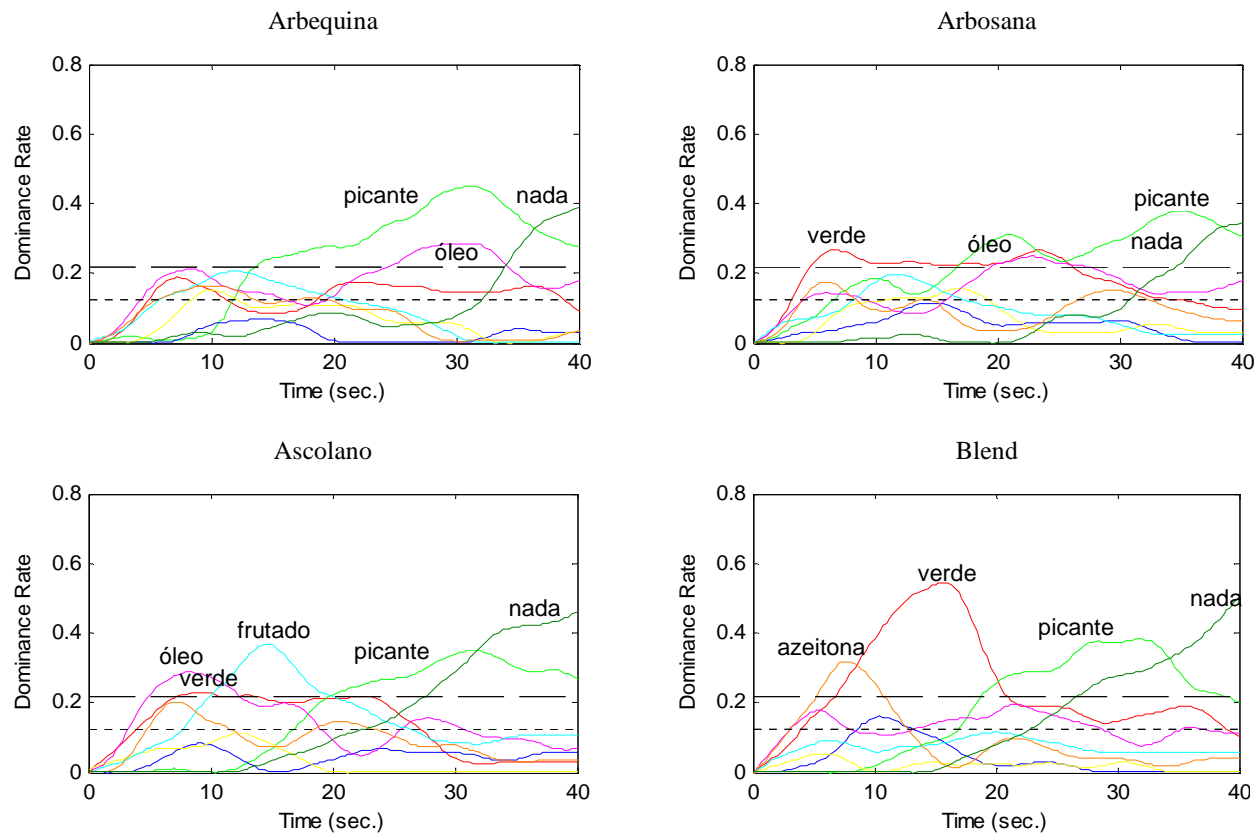 Arbequina
Dominance Rate
0.8
0.6
0.4
0.2
0
picante
nada
óleo
0 10 20 30 40
Time (sec.)
Arbosana
Dominance Rate
0.8
0.6
0.4
0.2
0
verde
óleo
picante
nada
0 10 20 30 40
Time (sec.)
Ascolano
Dominance Rate
0.8
0.6
0.4
0.2
0
óleo
verde
frutado
picante
nada
0 10 20 30 40
Time (sec.)
Blend
Dominance Rate
0.8
0.6
0.4
0.2
0
azeitona
verde
picante
nada
0 10 20 30 40
Time (sec.)